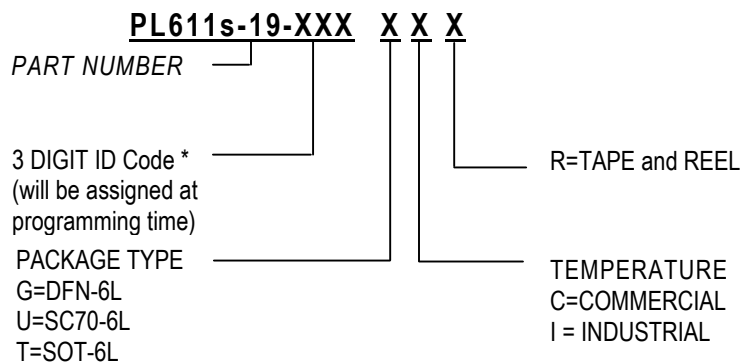 PL611s-19-XXX X X X
PART NUMBER
3 DIGIT ID Code *
(will be assigned at
programming time)
PACKAGE TYPE
G=DFN-6L
U=SC70-6L
T=SOT-6L
R=TAPE and REEL
TEMPERATURE
C=COMMERCIAL
I = INDUSTRIAL